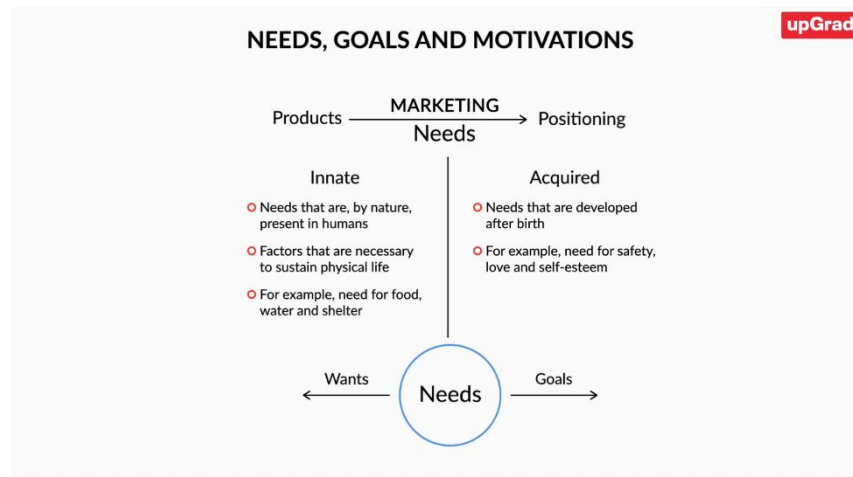 upGrad
NEEDS, GOALS AND MOTIVATIONS
MARKETING
Products
Positioning
Needs
Innate
Needs that are, by nature,
present in humans
Factors that are necessary
to sustain physical life
For example, need for food,
water and shelter
Acquired
Needs that are developed
after birth
For example, need for safety,
love and self-esteem
Wants
Needs
Goals